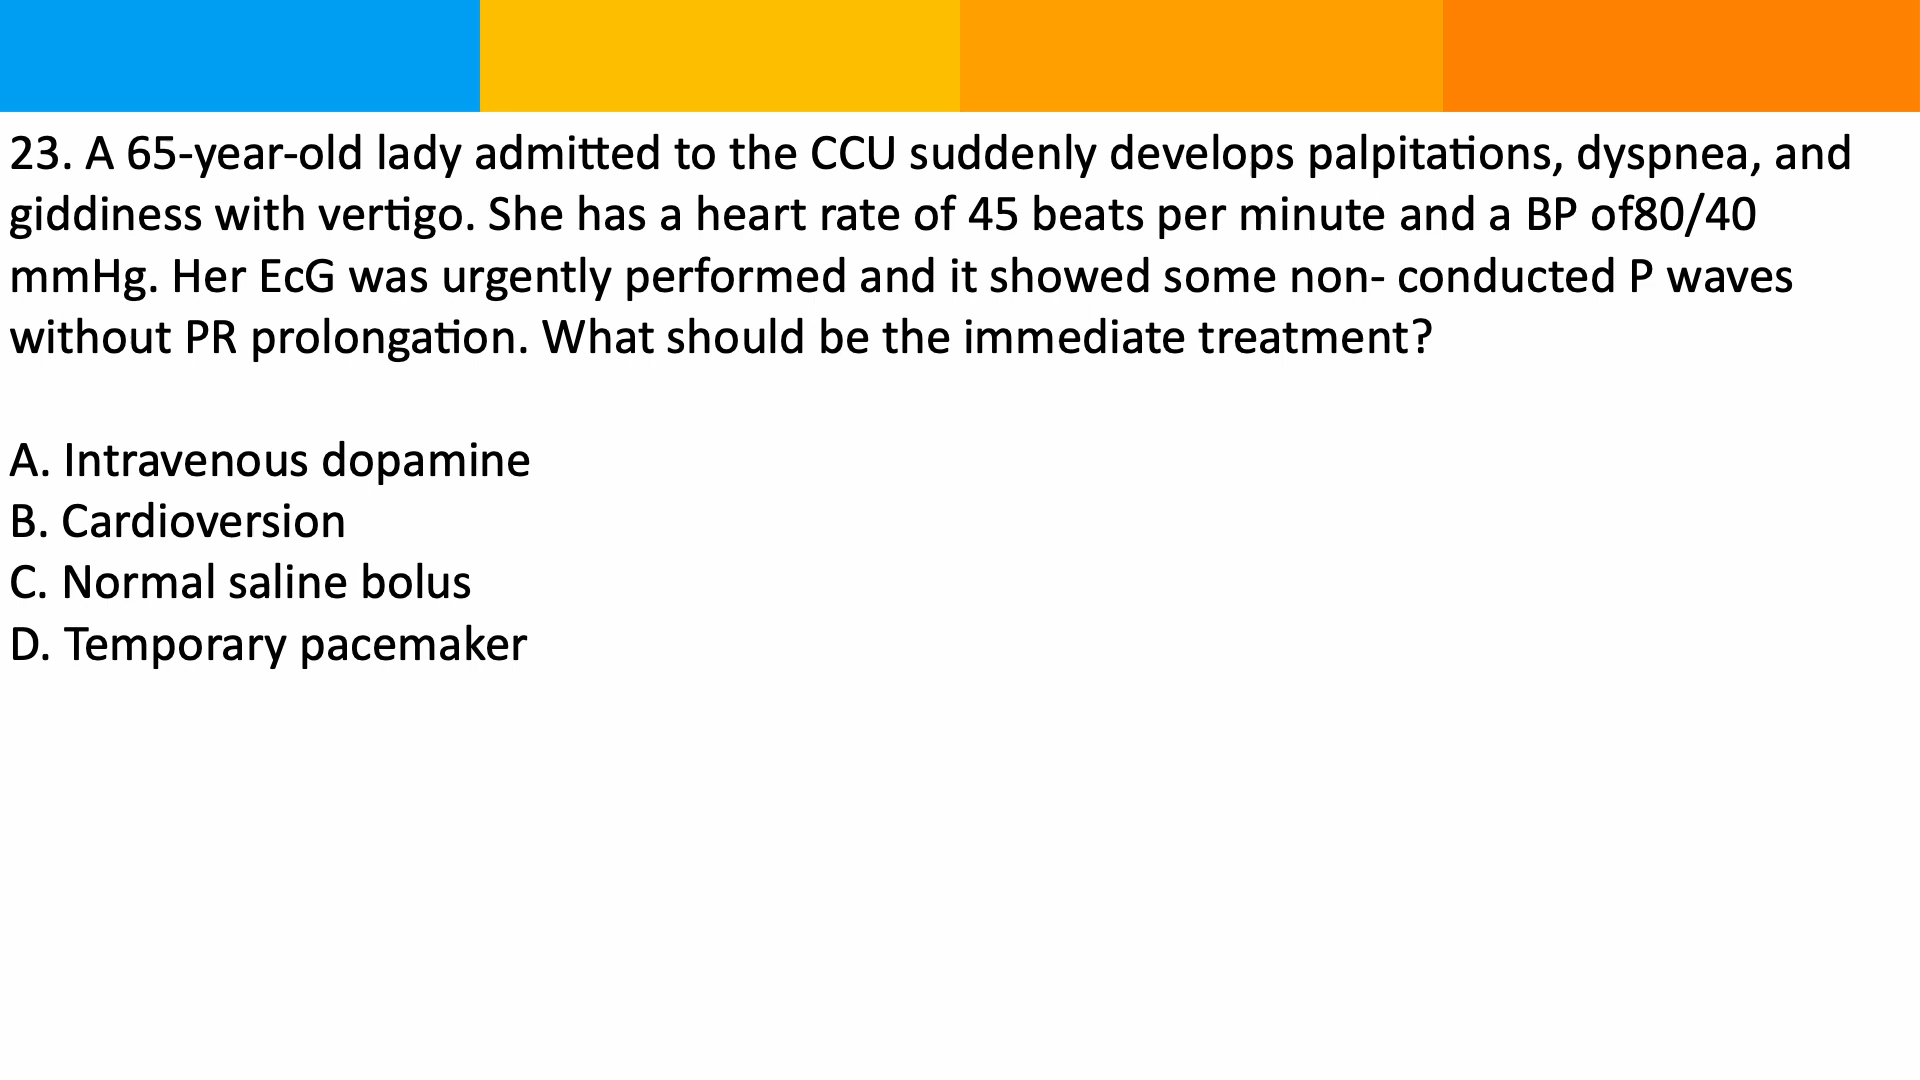 23. A 65-year-old lady admitted to the CCU suddenly develops palpitations, dyspnea, and
giddiness with vertigo. She has a heart rate of 45 beats per minute and a BP of80/40
mmHg. Her EcG was urgently performed and it showed some non- conducted P waves
without PR prolongation. What should be the immediate treatment?
A. Intravenous dopamine
B. Cardioversion
C. Normal saline bolus
D. Temporary pacemaker